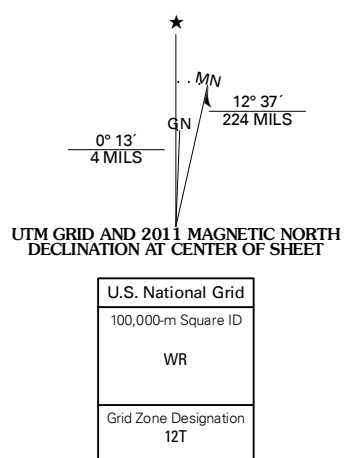 ★
MN
GN
12° 37´
224 MILS
0° 13´
4 MILS
UTM GRID AND 2011 MAGNETIC NORTH
DECLINATION AT CENTER OF SHEET
U.S. National Grid
100,000-m Square ID
WR
Grid Zone Designation
12T